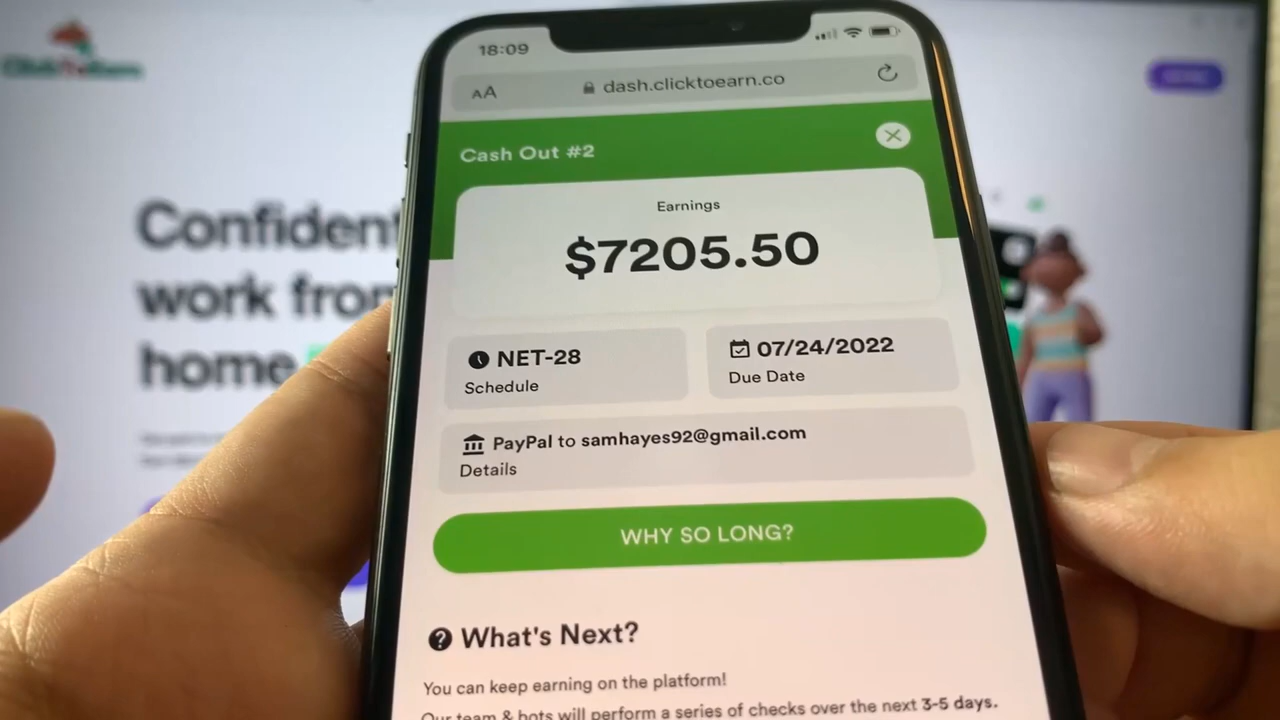 18:09
AA dash.clicktoearn.co
Cash Out #2
Earnings
$7205.50
NET-28
Schedule
07/24/2022
Due Date
PayPal to samhayes92@gmail.com
Details
WHY SO LONG?
What's Next?
You can keep earning on the platform!
Our team & bots will perform a series of checks over the next 3-5 days.
Confident
work from
home